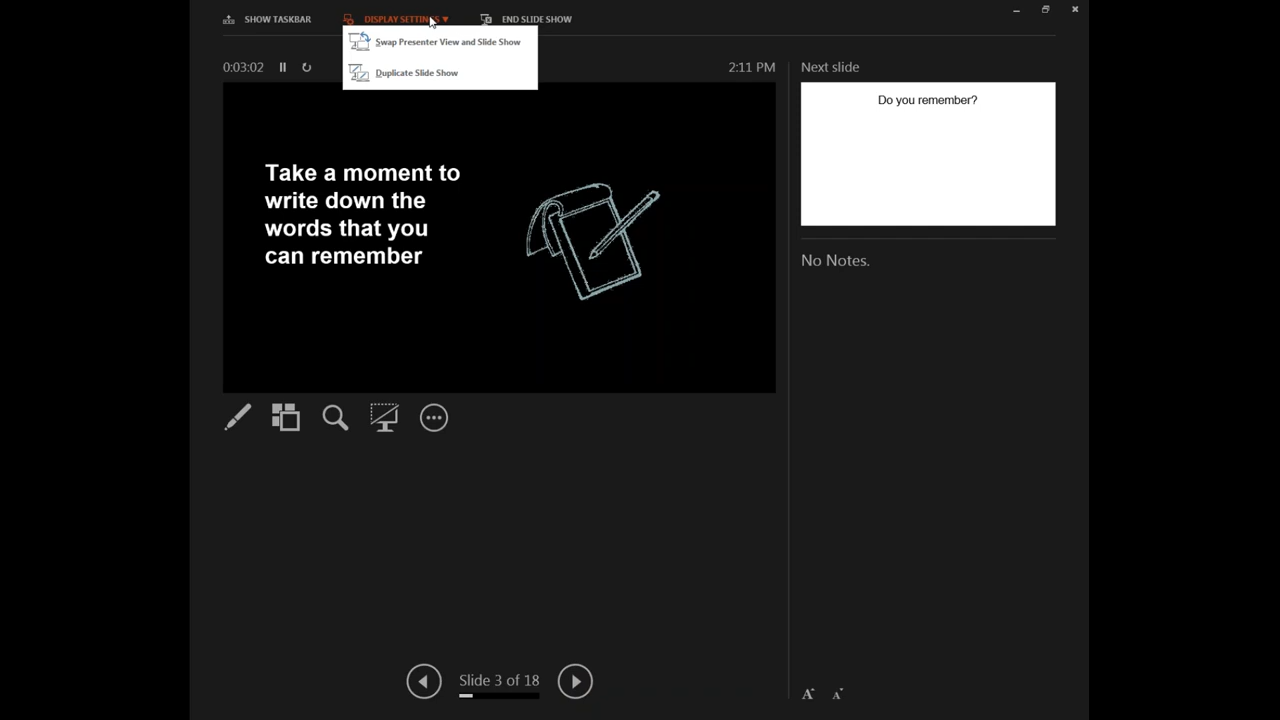 SHOW TASKBAR
DISPLAY SETTINGS ▼
END SLIDE SHOW
Swap Presenter View and Slide Show
Duplicate Slide Show
0:03:02
2:11 PM
Next slide
Take a moment to
write down the
words that you
can remember
Do you remember?
No Notes.
Slide 3 of 18
A A